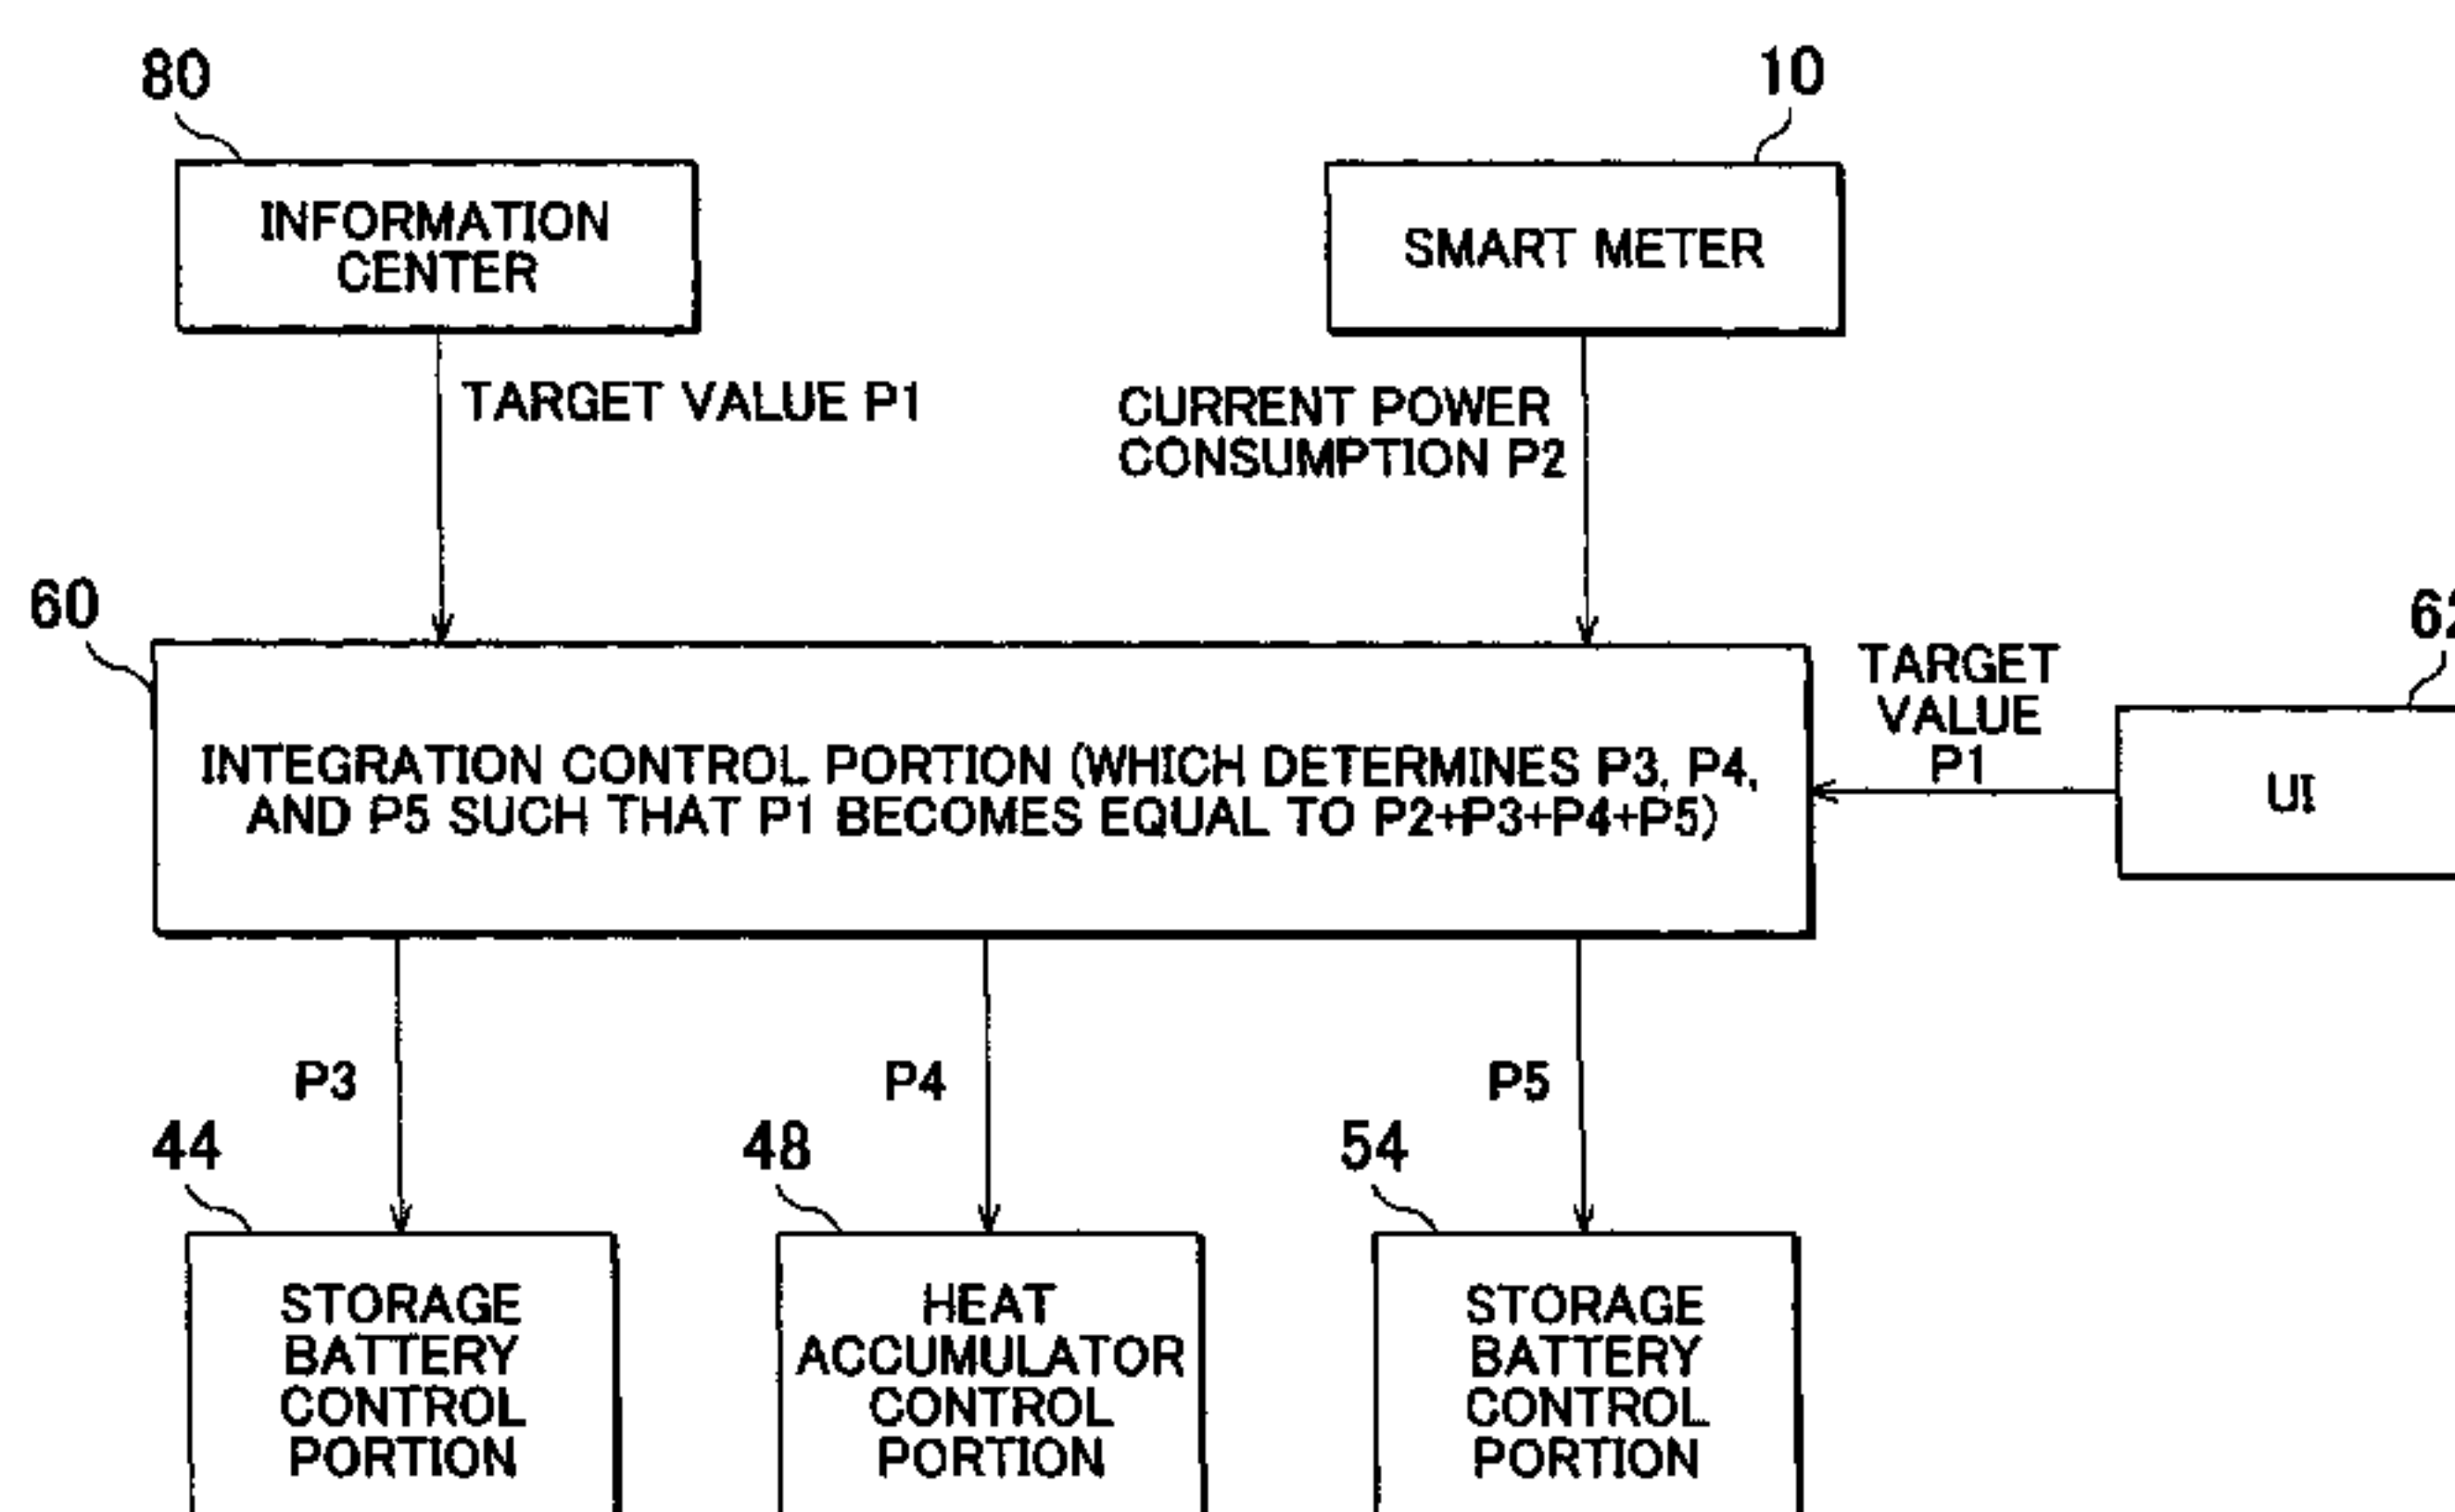 80
10
INFORMATION
CENTER
SMART METER
TARGET VALUE P1
CURRENT POWER
CONSUMPTION P2
60
62
TARGET
VALUE
P1
INTEGRATION CONTROL PORTION (WHICH DETERMINES P3, P4,
AND P5 SUCH THAT P1 BECOMES EQUAL TO P2+P3+P4+P5)
UI
P3
P4
P5
44
48
54
STORAGE
BATTERY
CONTROL
PORTION
HEAT
ACCUMULATOR
CONTROL
PORTION
STORAGE
BATTERY
CONTROL
PORTION